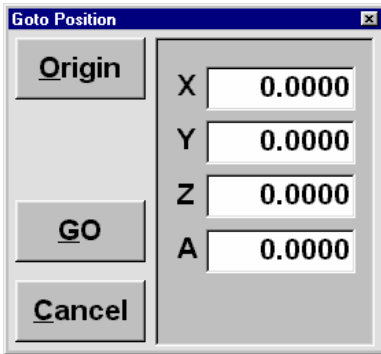 Goto Position
Origin
X 0.0000
Y 0.0000
Z 0.0000
GO
A 0.0000
Cancel